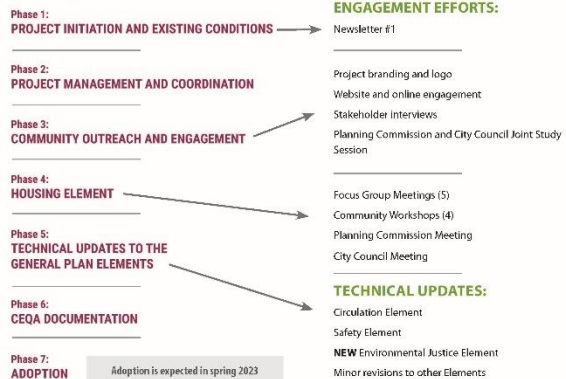 Phase 1:
PROJECT INITIATION AND EXISTING CONDITIONS
Phase 2:
PROJECT MANAGEMENT AND COORDINATION
Phase 3:
COMMUNITY OUTREACH AND ENGAGEMENT
Phase 4:
HOUSING ELEMENT
Phase 5:
TECHNICAL UPDATES TO THE
GENERAL PLAN ELEMENTS
Phase 6:
CEQA DOCUMENTATION
Phase 7:
ADOPTION
Adoption is expected in spring 2023
ENGAGEMENT EFFORTS:
Newsletter #1
Project branding and logo
Website and online engagement
Stakeholder interviews
Planning Commission and City Council Joint Study
Session
Focus Group Meetings (5)
Community Workshops (4)
Planning Commission Meeting
City Council Meeting
TECHNICAL UPDATES:
Circulation Element
Safety Element
NEW Environmental Justice Element
Minor revisions to other Elements